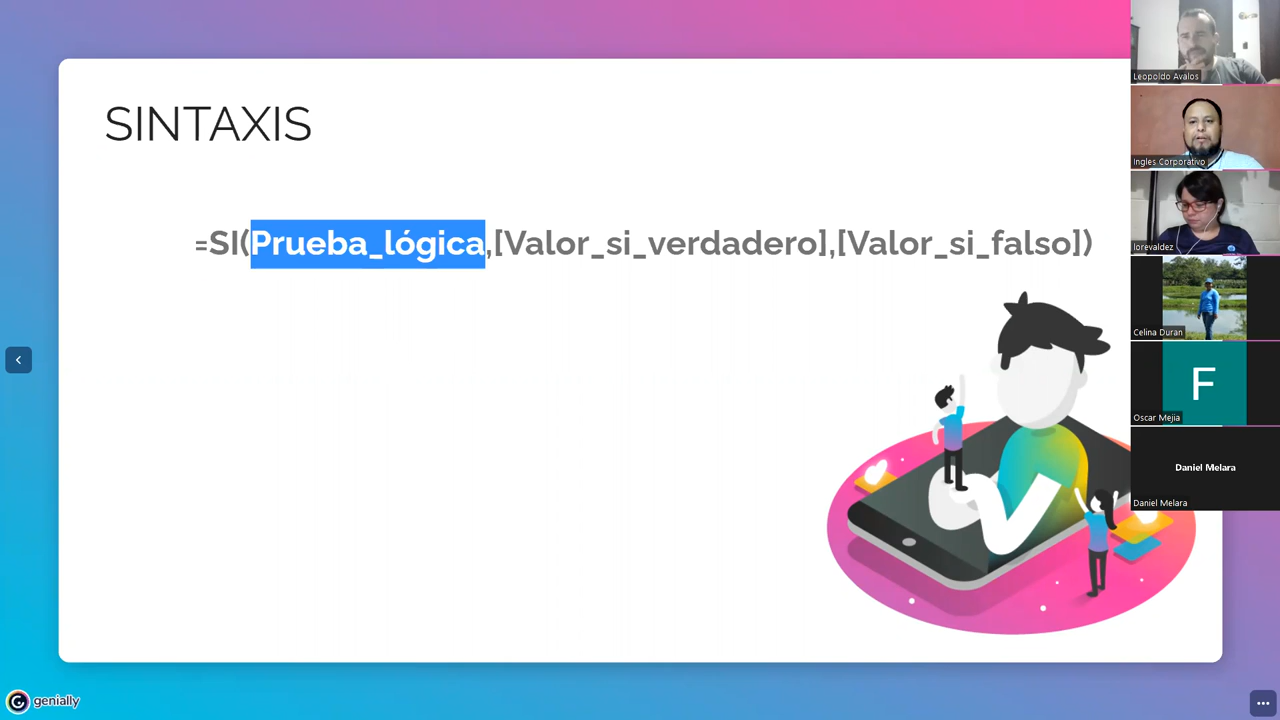 SINTAXIS
=SI(Prueba_lógica,[Valor_si_verdadero],[Valor_si_falso])
Leopoldo Avalos
Ingles Corporativo
lorevaldez
Celina Duran
F
Oscar Mejia
Daniel Melara
Daniel Melara
genially